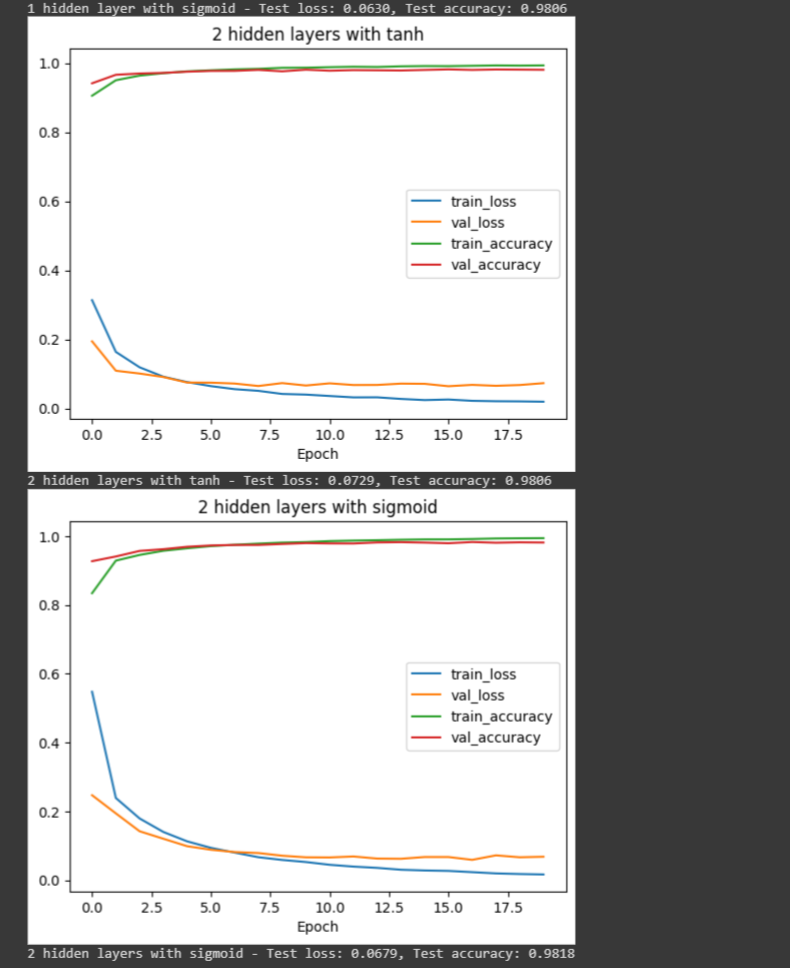 1 hidden layer with sigmoid - Test loss: 0.0630, Test accuracy: 0.9806
2 hidden layers with tanh
1.0
0.8
0.6
0.4
0.2
0.0
train_loss
val_loss
train_accuracy
val_accuracy
0.0 2.5 5.0 7.5 10.0 12.5 15.0 17.5
Epoch
2 hidden layers with tanh - Test loss: 0.0729, Test accuracy: 0.9806
2 hidden layers with sigmoid
1.0
0.8
0.6
0.4
0.2
0.0
train_loss
val_loss
train_accuracy
val_accuracy
0.0 2.5 5.0 7.5 10.0 12.5 15.0 17.5
Epoch
2 hidden layers with sigmoid - Test loss: 0.0679, Test accuracy: 0.9818